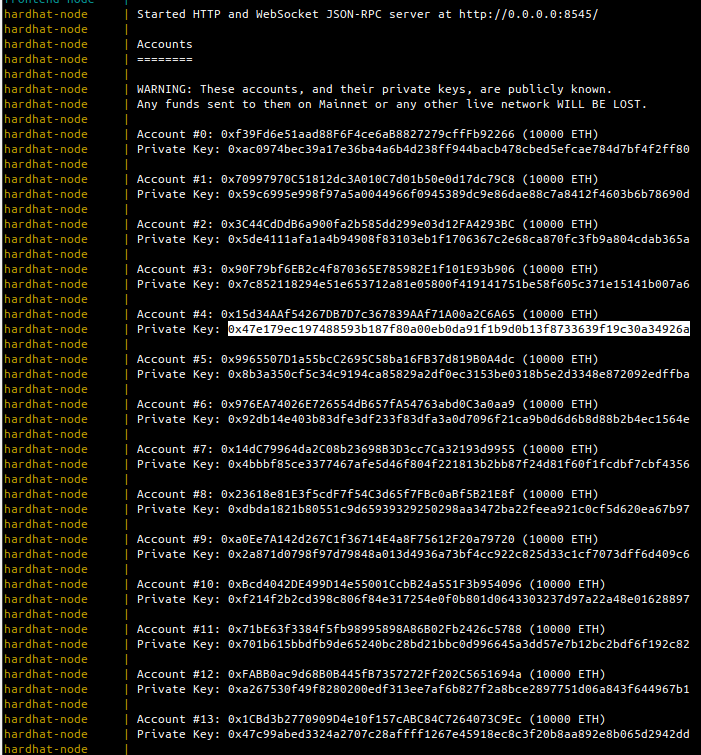 frontend-node |
hardhat-node | Started HTTP and WebSocket JSON-RPC server at http://0.0.0.0:8545/
hardhat-node |
hardhat-node | Accounts
hardhat-node | ========
hardhat-node |
hardhat-node | WARNING: These accounts, and their private keys, are publicly known.
hardhat-node | Any funds sent to them on Mainnet or any other live network WILL BE LOST.
hardhat-node |
hardhat-node | Account #0: 0xf39Fd6e51aad88F6F4ce6aB8827279cffFb92266 (10000 ETH)
hardhat-node | Private Key: 0xac0974bec39a17e36ba4a6b4d238ff944bacb478cbed5efcae784d7bf4f2ff80
hardhat-node |
hardhat-node | Account #1: 0x70997970C51812dc3A010C7d01b50e0d17dc79C8 (10000 ETH)
hardhat-node | Private Key: 0x59c6995e998f97a5a0044966f0945389dc9e86dae88c7a8412f4603b6b78690d
hardhat-node |
hardhat-node | Account #2: 0x3C44CdDdB6a900fa2b585dd299e03d12FA4293BC (10000 ETH)
hardhat-node | Private Key: 0x5de4111afa1a4b94908f83103eb1f1706367c2e68ca870fc3fb9a804cdab365a
hardhat-node |
hardhat-node | Account #3: 0x90F79bf6EB2c4f870365E785982E1f101E93b906 (10000 ETH)
hardhat-node | Private Key: 0x7c852118294e51e653712a81e05800f419141751be58f605c371e15141b007a6
hardhat-node |
hardhat-node | Account #4: 0x15d34AAf54267DB7D7c367839AAf71A00a2C6A65 (10000 ETH)
hardhat-node | Private Key: 0x47e179ec197488593b187f80a00eb0da91f1b9d0b13f8733639f19c30a34926a
hardhat-node |
hardhat-node | Account #5: 0x9965507D1a55bcC2695C58ba16FB37d819B0A4dc (10000 ETH)
hardhat-node | Private Key: 0x8b3a350cf5c34c9194ca85829a2df0ec3153be0318b5e2d3348e872092edffba
hardhat-node |
hardhat-node | Account #6: 0x976EA74026E726554dB657fA54763abd0C3a0aa9 (10000 ETH)
hardhat-node | Private Key: 0x92db14e403b83dfe3df233f83dfa3a0d7096f21ca9b0d6d6b8d88b2b4ec1564e
hardhat-node |
hardhat-node | Account #7: 0x14dC79964da2C08b23698B3D3cc7Ca32193d9955 (10000 ETH)
hardhat-node | Private Key: 0x4bbbf85ce3377467afe5d46f804f221813b2bb87f24d81f60f1fcdbf7cbf4356
hardhat-node |
hardhat-node | Account #8: 0x23618e81E3f5cdF7f54C3d65f7FBc0aBf5B21E8f (10000 ETH)
hardhat-node | Private Key: 0xdbda1821b80551c9d65939329250298aa3472ba22feea921c0cf5d620ea67b97
hardhat-node |
hardhat-node | Account #9: 0xa0Ee7A142d267C1f36714E4a8F75612F20a79720 (10000 ETH)
hardhat-node | Private Key: 0x2a871d0798f97d79848a013d4936a73bf4cc922c825d33c1cf7073dff6d409c6
hardhat-node |
hardhat-node | Account #10: 0xBcd4042DE499D14e55001CcbB24a551F3b954096 (10000 ETH)
hardhat-node | Private Key: 0xf214f2b2cd398c806f84e317254e0f0b801d0643303237d97a22a48e01628897
hardhat-node |
hardhat-node | Account #11: 0x71bE63f3384f5fb98995898A86B02Fb2426c5788 (10000 ETH)
hardhat-node | Private Key: 0x701b615bbdfb9de65240bc28bd21bbc0d996645a3dd57e7b12bc2bdf6f192c82
hardhat-node |
hardhat-node | Account #12: 0xFABB0ac9d68B0B445fB7357272Ff202C5651694a (10000 ETH)
hardhat-node | Private Key: 0xa267530f49f8280200edf313ee7af6b827f2a8bce2897751d06a843f644967b1
hardhat-node |
hardhat-node | Account #13: 0x1CBd3b2770909D4e10f157cABC84C7264073C9Ec (10000 ETH)
hardhat-node | Private Key: 0x47c99abed3324a2707c28affff1267e45918ec8c3f20b8aa892e8b065d2942dd
hardhat-node |